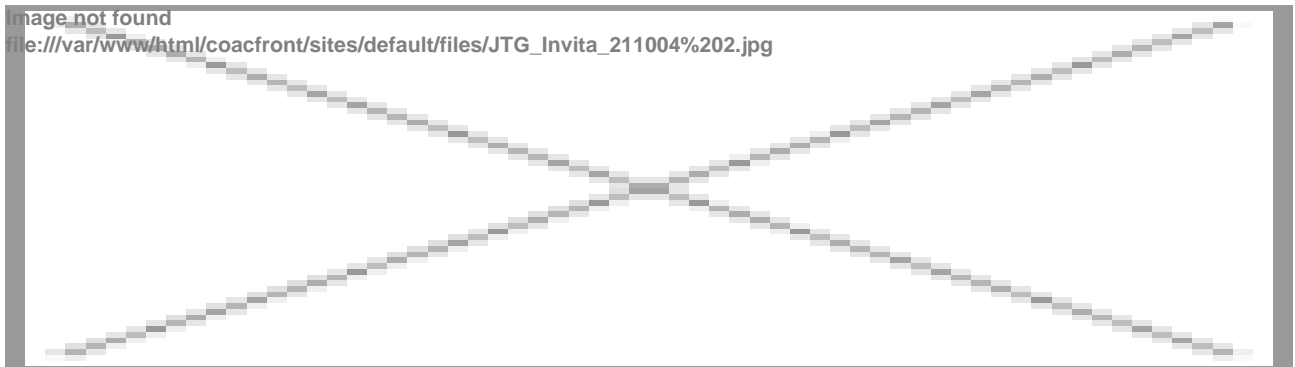 Image not found
file:///var/www/html/coacfront/sites/default/files/JTG_Invita_211004%202.jpg